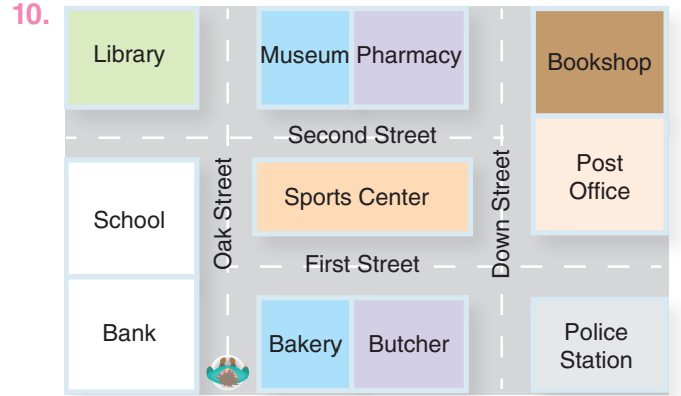 10.
Library
Museum
Pharmacy
Bookshop
Second Street
Post
Office
School
Oak Street
Sports Center
Down Street
First Street
Bank
Bakery
Butcher
Police
Station